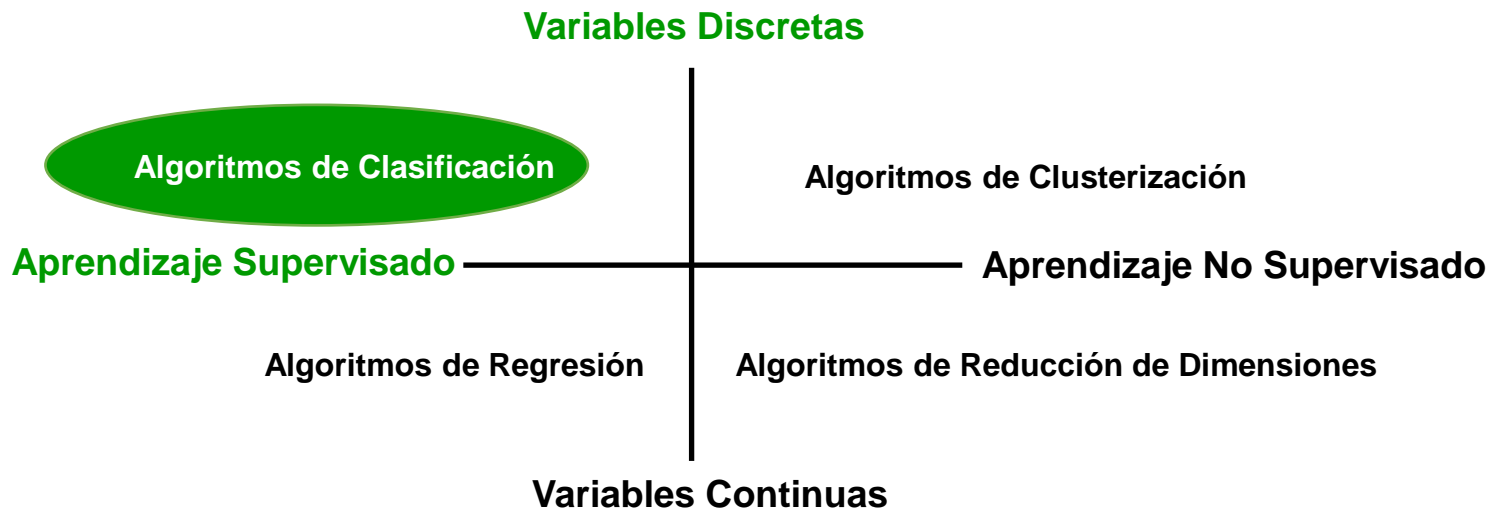 Variables Discretas
Algoritmos de Clasificación
Algoritmos de Clusterización
Aprendizaje Supervisado
Aprendizaje No Supervisado
Algoritmos de Regresión
Algoritmos de Reducción de Dimensiones
Variables Continuas